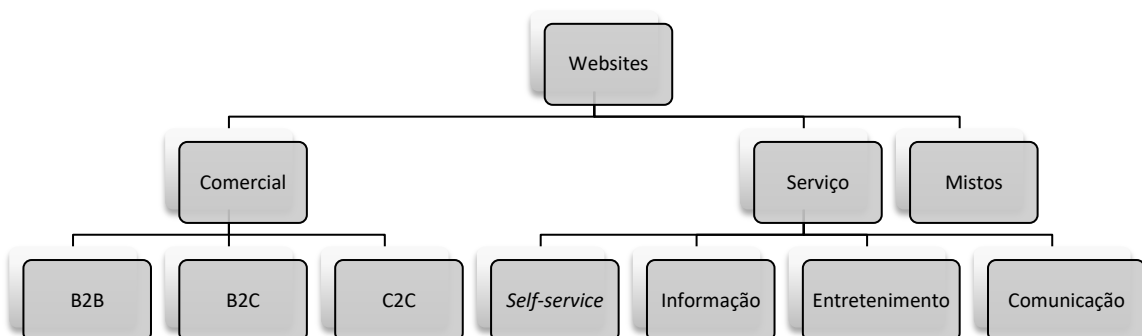 Websites
Comercial
Serviço
Mistos
B2B
B2C
C2C
Self-service
Informação
Entretenimento
Comunicação